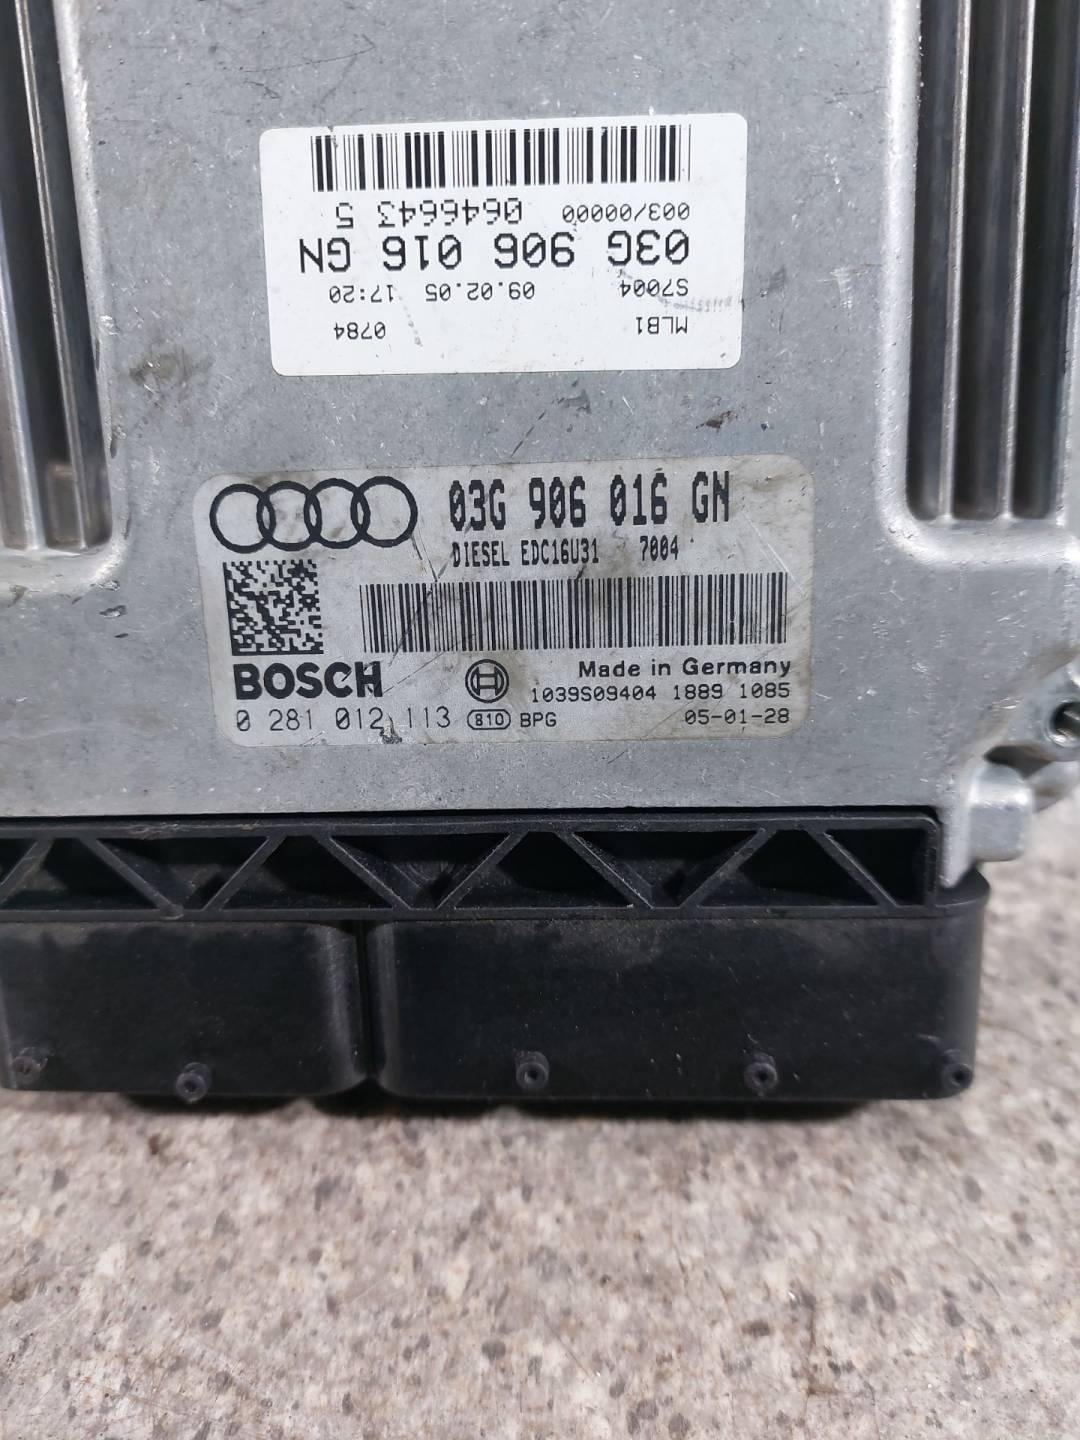 MLB1 0784
S7004 09.02.05 17:20
03G 906 016 GN
003/00000 0646643 5
03G 906 016 GN
DIESEL EDC16U31 7004
BOSCH
Made in Germany
1039S09404 1889 1085
0 281 012 113 810 BPG 05-01-28